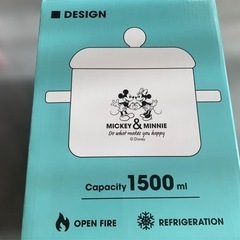 DESIGN
MICKEY & MINNIE
Do what makes you happy
© Disney
Capacity 1500 ml
OPEN FIRE
REFRIGERATION